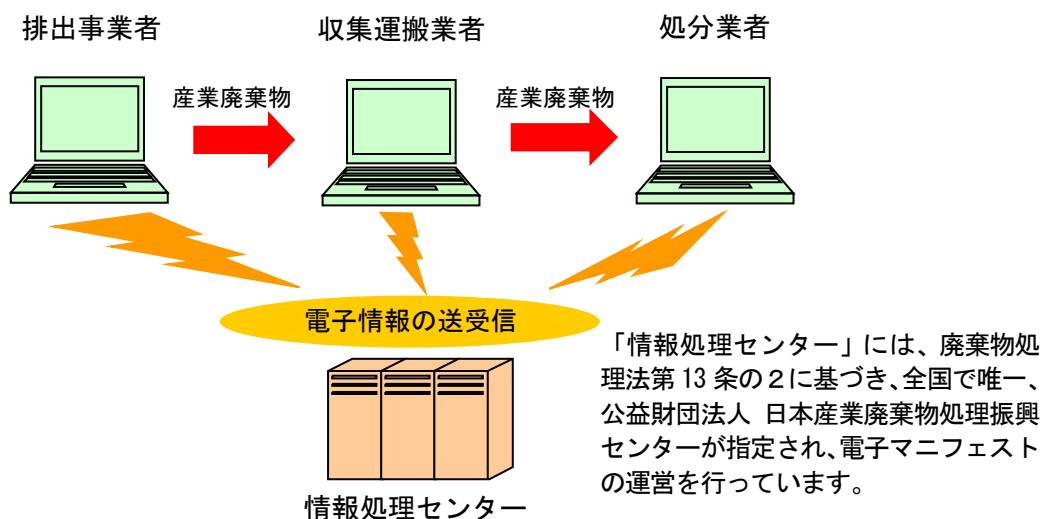 排出事業者
収集運搬業者
処分業者
産業廃棄物
産業廃棄物
電子情報の送受信
「情報処理センター」には、廃棄物処
理法第 13 条の２に基づき、全国で唯一、
公益財団法人 日本産業廃棄物処理振興
センターが指定され、電子マニフェスト
の運営を行っています。
情報処理センター